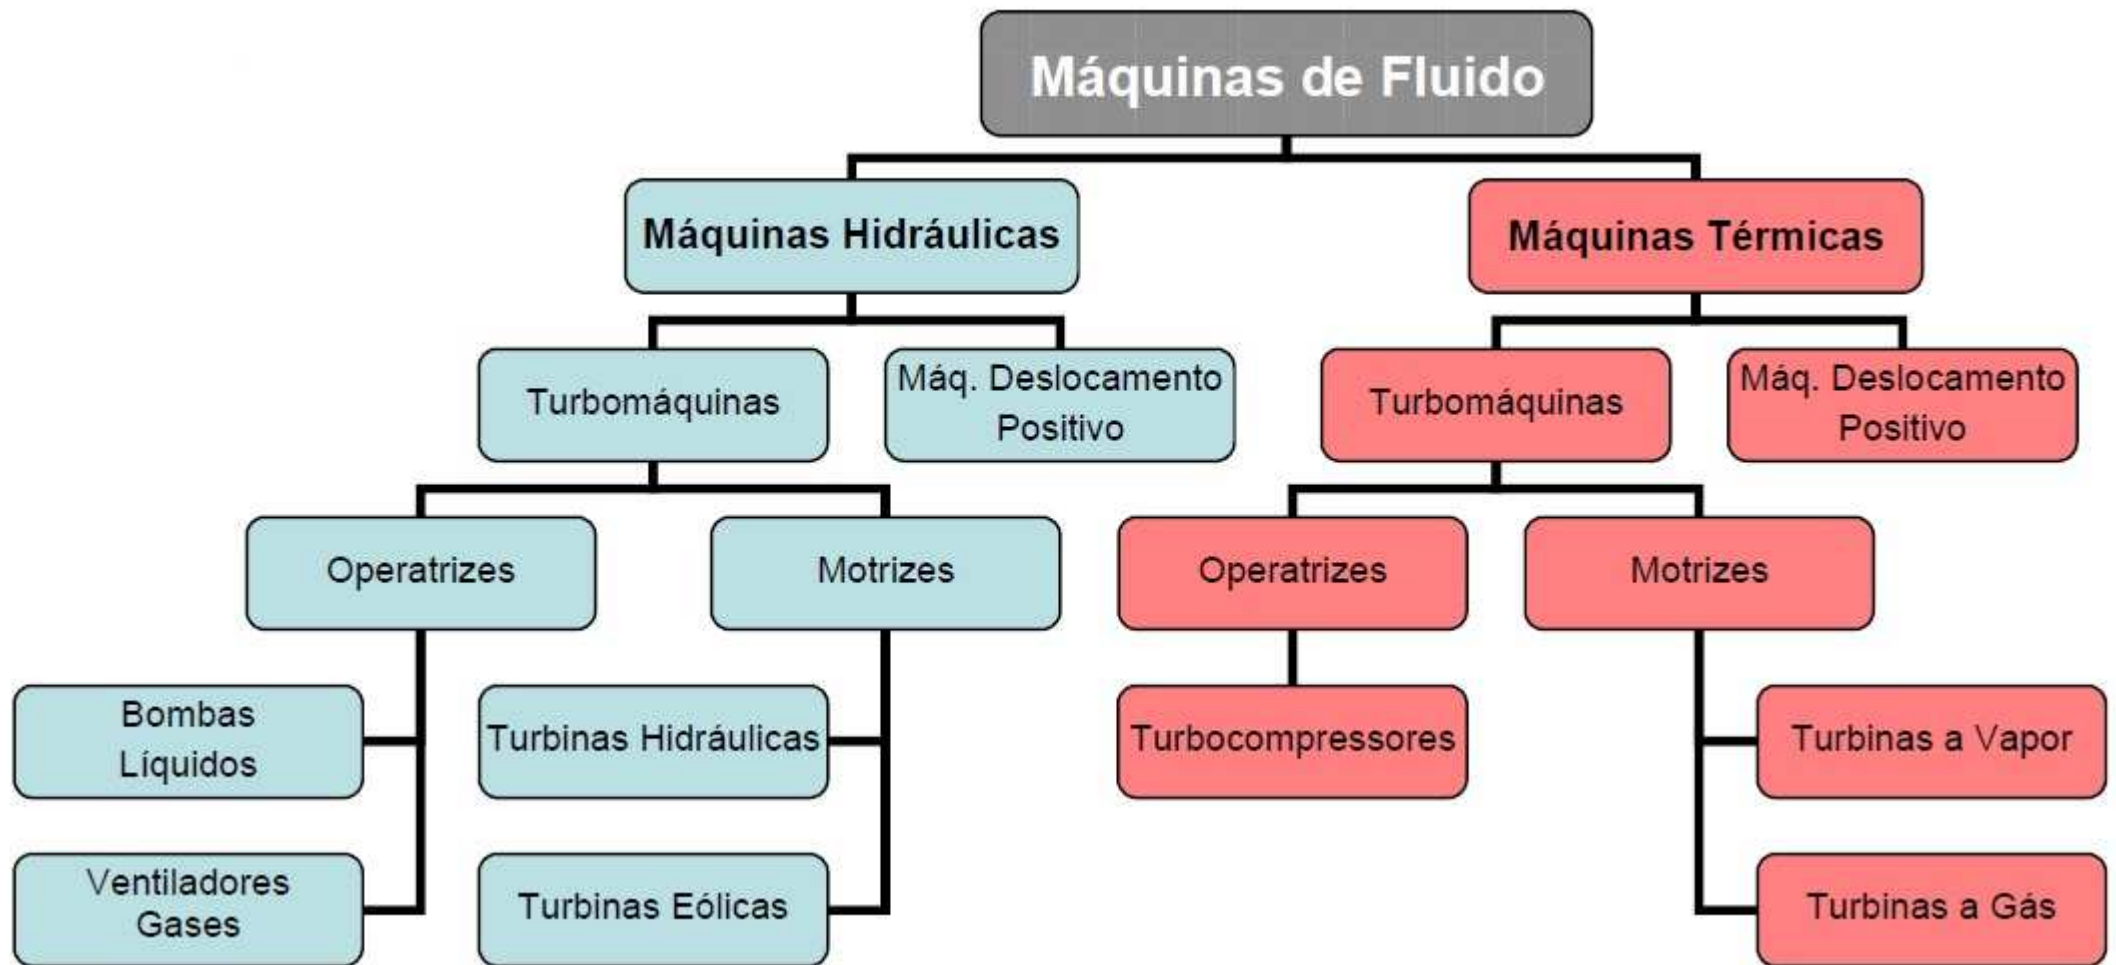 Máquinas de Fluido
Máquinas Hidráulicas
Máquinas Térmicas
Turbomáquinas
Máq. Deslocamento
Positivo
Turbomáquinas
Máq. Deslocamento
Positivo
Operatrizes
Motrizes
Operatrizes
Motrizes
Bombas
Líquidos
Turbinas Hidráulicas
Turbocompressores
Turbinas a Vapor
Ventiladores
Gases
Turbinas Eólicas
Turbinas a Gás